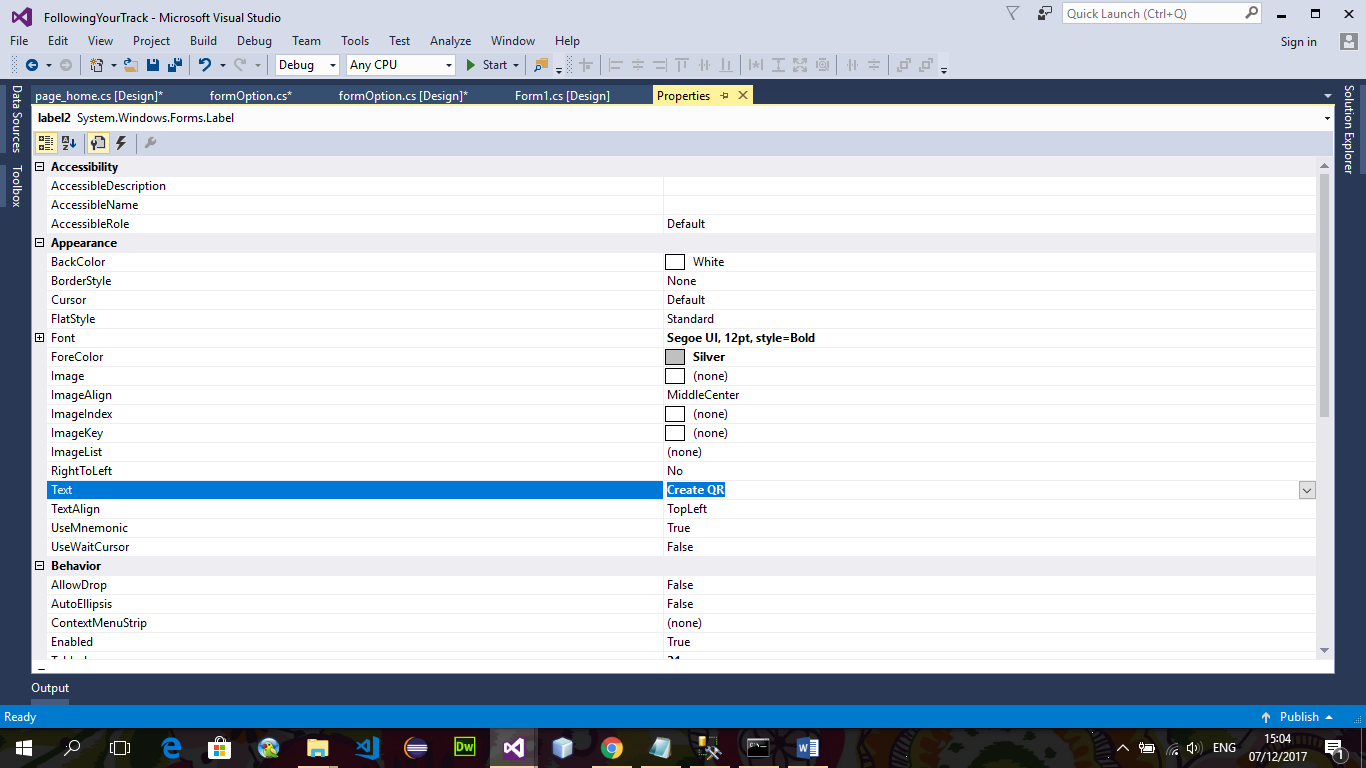 FollowingYourTrack - Microsoft Visual Studio
Quick Launch (Ctrl+Q)
File Edit View Project Build Debug Team Tools Test Analyze Window Help
Sign in
Debug Any CPU Start
page_home.cs [Design]* formOption.cs* formOption.cs [Design]* Form1.cs [Design] Properties
Data Sources
Toolbox
Solution Explorer
label2 System.Windows.Forms.Label
Accessibility
AccessibleDescription
AccessibleName
AccessibleRole Default
Appearance
BackColor White
BorderStyle None
Cursor Default
FlatStyle Standard
Font Segoe UI, 12pt, style=Bold
ForeColor Silver
Image (none)
ImageAlign MiddleCenter
ImageIndex (none)
ImageKey (none)
ImageList (none)
RightToLeft No
Text Create QR
TextAlign TopLeft
UseMnemonic True
UseWaitCursor False
Behavior
AllowDrop False
AutoEllipsis False
ContextMenuStrip (none)
Enabled True
Output
Ready
Publish
Dw
ENG
15:04
07/12/2017
1